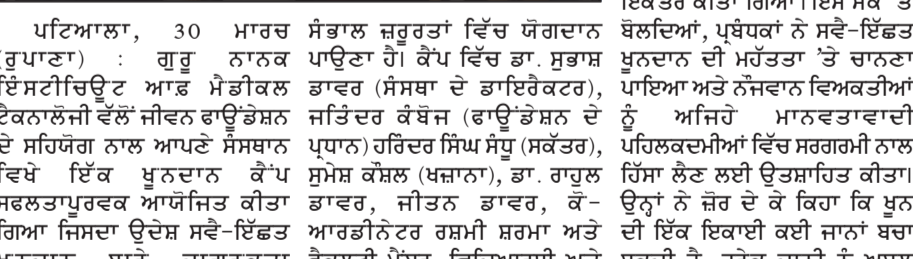 ਪਟਿਆਲਾ, 30 ਮਾਰਚ
(ਰੁਪਾਣਾ) : ਗੁਰੂ ਨਾਨਕ
ਇੰਸਟੀਚਿਊਟ ਆਫ਼ ਮੈਡੀਕਲ
ਟੈਕਨਾਲੋਜੀ ਵੱਲੋਂ ਜੀਵਨ ਫਾਊਂਡੇਸ਼ਨ
ਦੇ ਸਹਿਯੋਗ ਨਾਲ ਆਪਣੇ ਸੰਸਥਾਨ
ਵਿਖੇ ਇੱਕ ਖੂਨਦਾਨ ਕੈਂਪ
ਸਫਲਤਾਪੂਰਵਕ ਆਯੋਜਿਤ ਕੀਤਾ
ਗਿਆ ਜਿਸਦਾ ਉਦੇਸ਼ ਸਵੈ-ਇੱਛਤ
ਸੰਭਾਲ ਜ਼ਰੂਰਤਾਂ ਵਿੱਚ ਯੋਗਦਾਨ
ਪਾਉਣਾ ਹੈ। ਕੈਂਪ ਵਿੱਚ ਡਾ. ਸੁਭਾਸ਼
ਡਾਵਰ (ਸੰਸਥਾ ਦੇ ਡਾਇਰੈਕਟਰ),
ਜਤਿੰਦਰ ਕੰਬੋਜ (ਫਾਊਂਡੇਸ਼ਨ ਦੇ
ਪ੍ਰਧਾਨ) ਹਰਿੰਦਰ ਸਿੰਘ ਸੰਧੂ (ਸਕੱਤਰ),
ਸੁਮੇਸ਼ ਕੌਸ਼ਲ (ਖਜ਼ਾਨਾ), ਡਾ. ਰਾਹੁਲ
ਡਾਵਰ, ਜੀਤਨ ਡਾਵਰ, ਕੋ-
ਆਰਡੀਨੇਟਰ ਰਸ਼ਮੀ ਸ਼ਰਮਾ ਅਤੇ
ਬੋਲਦਿਆਂ, ਪ੍ਰਬੰਧਕਾਂ ਨੇ ਸਵੈ-ਇੱਛਤ
ਖੂਨਦਾਨ ਦੀ ਮਹੱਤਤਾ 'ਤੇ ਚਾਨਣਾ
ਪਾਇਆ ਅਤੇ ਨੌਜਵਾਨ ਵਿਅਕਤੀਆਂ
ਨੂੰ ਅਜਿਹੇ ਮਾਨਵਤਾਵਾਦੀ
ਪਹਿਲਕਦਮੀਆਂ ਵਿੱਚ ਸਰਗਰਮੀ ਨਾਲ
ਹਿੱਸਾ ਲੈਣ ਲਈ ਉਤਸ਼ਾਹਿਤ ਕੀਤਾ।
ਉਨ੍ਹਾਂ ਨੇ ਜ਼ੋਰ ਦੇ ਕੇ ਕਿਹਾ ਕਿ ਖੂਨ
ਦੀ ਇੱਕ ਇਕਾਈ ਕਈ ਜਾਨਾਂ ਬਚਾ